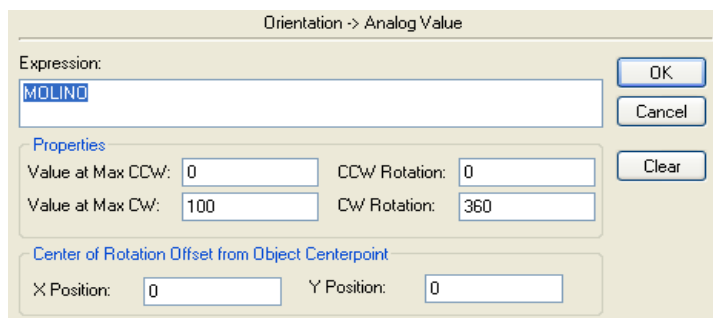 Orientation -> Analog Value
Expression:
OK
MOLINO
Cancel
Properties
Clear
Value at Max CCW: 0 CCW Rotation: 0
Value at Max CW: 100 CW Rotation: 360
Center of Rotation Offset from Object Centerpoint
X Position: 0 Y Position: 0